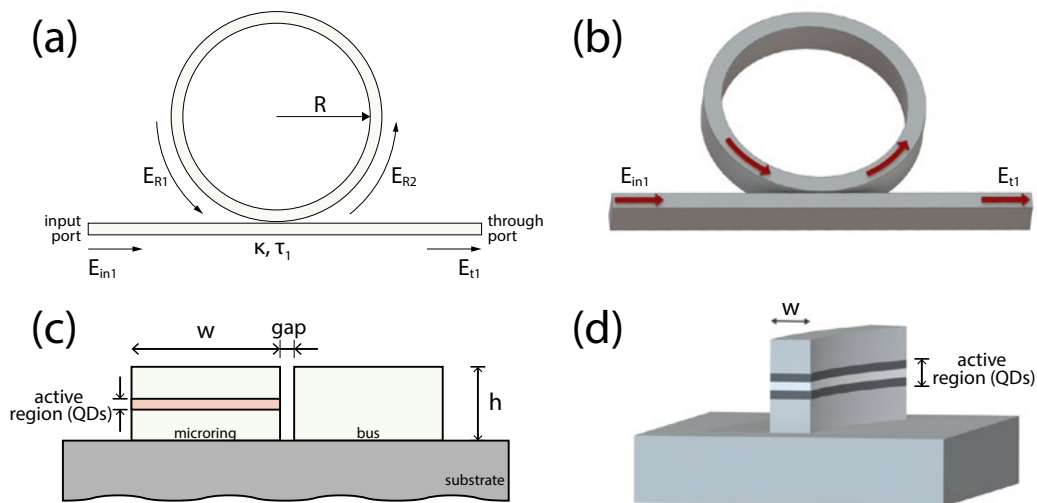 (a)
R
E_R1
E_R2
input
port
through
port
κ, τ_1
E_in1
E_t1
(b)
E_in1
E_t1
(c)
w
gap
active
region (QDs)
h
microring
bus
substrate
(d)
w
active
region (QDs)